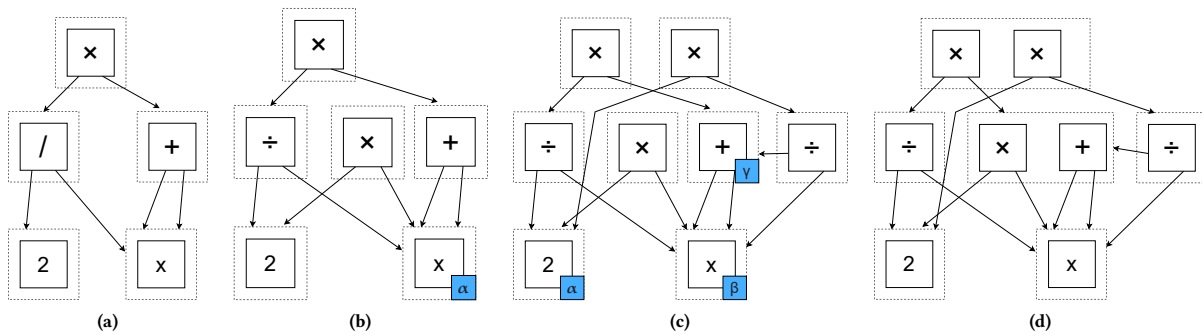 ×
/ +
2 x
(a)
×
÷ × +
2 x α
(b)
× ×
÷ × + γ ÷
2 α x β
(c)
× ×
÷ × + ÷
2 x
(d)